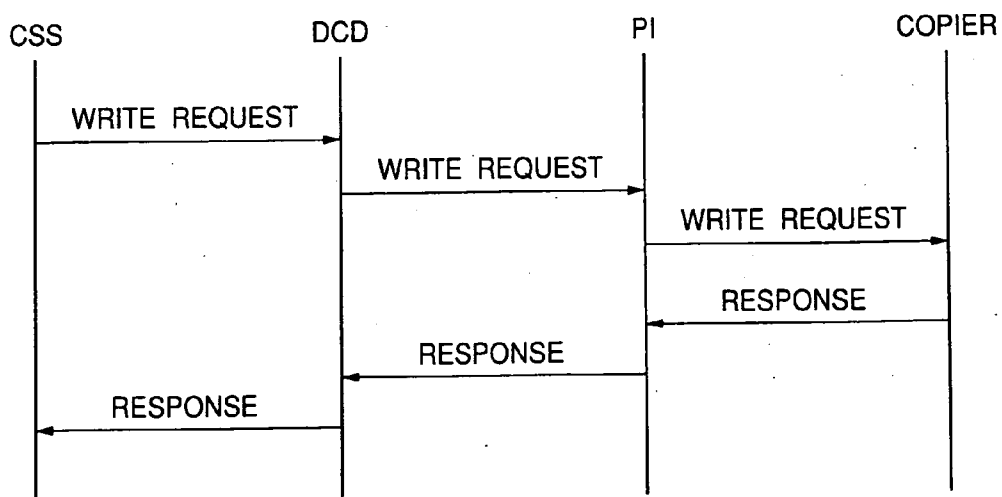 CSS DCD PI COPIER
WRITE REQUEST
WRITE REQUEST
WRITE REQUEST
RESPONSE
RESPONSE
RESPONSE